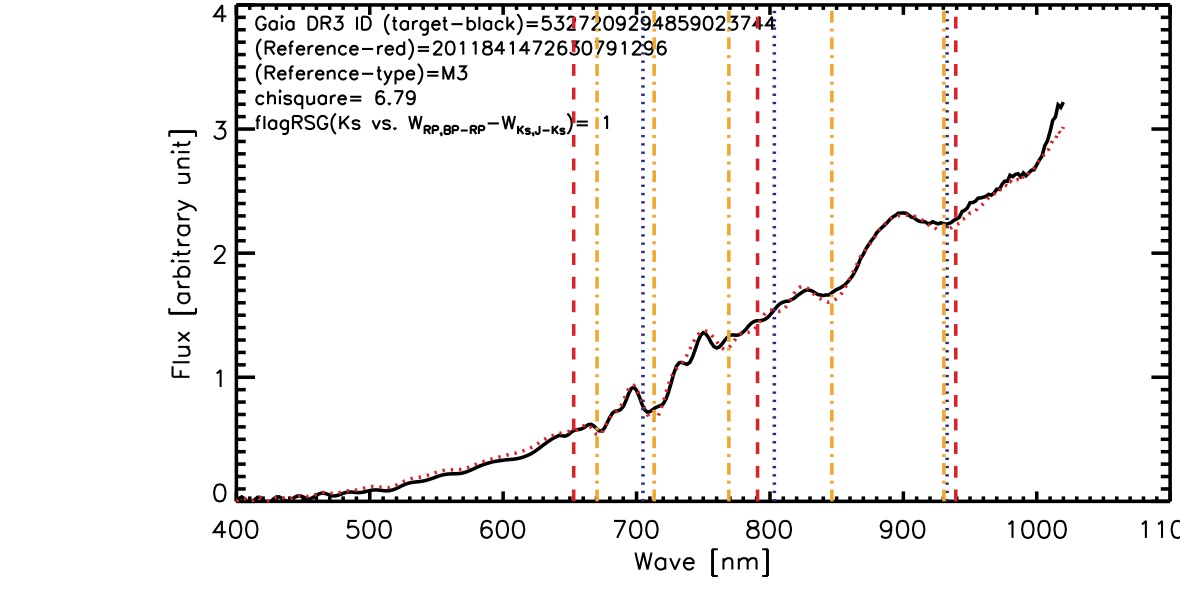 Gaia DR3 ID (target-black)=5327209294859023744
(Reference-red)=2011841472630791296
(Reference-type)=M3
chisquare= 6.79
flagRSG(Ks vs. WRP,BP-RP-WKs,J-Ks)= 1
4
3
2
1
0
Flux [arbitrary unit]
400 500 600 700 800 900 1000 110
Wave [nm]